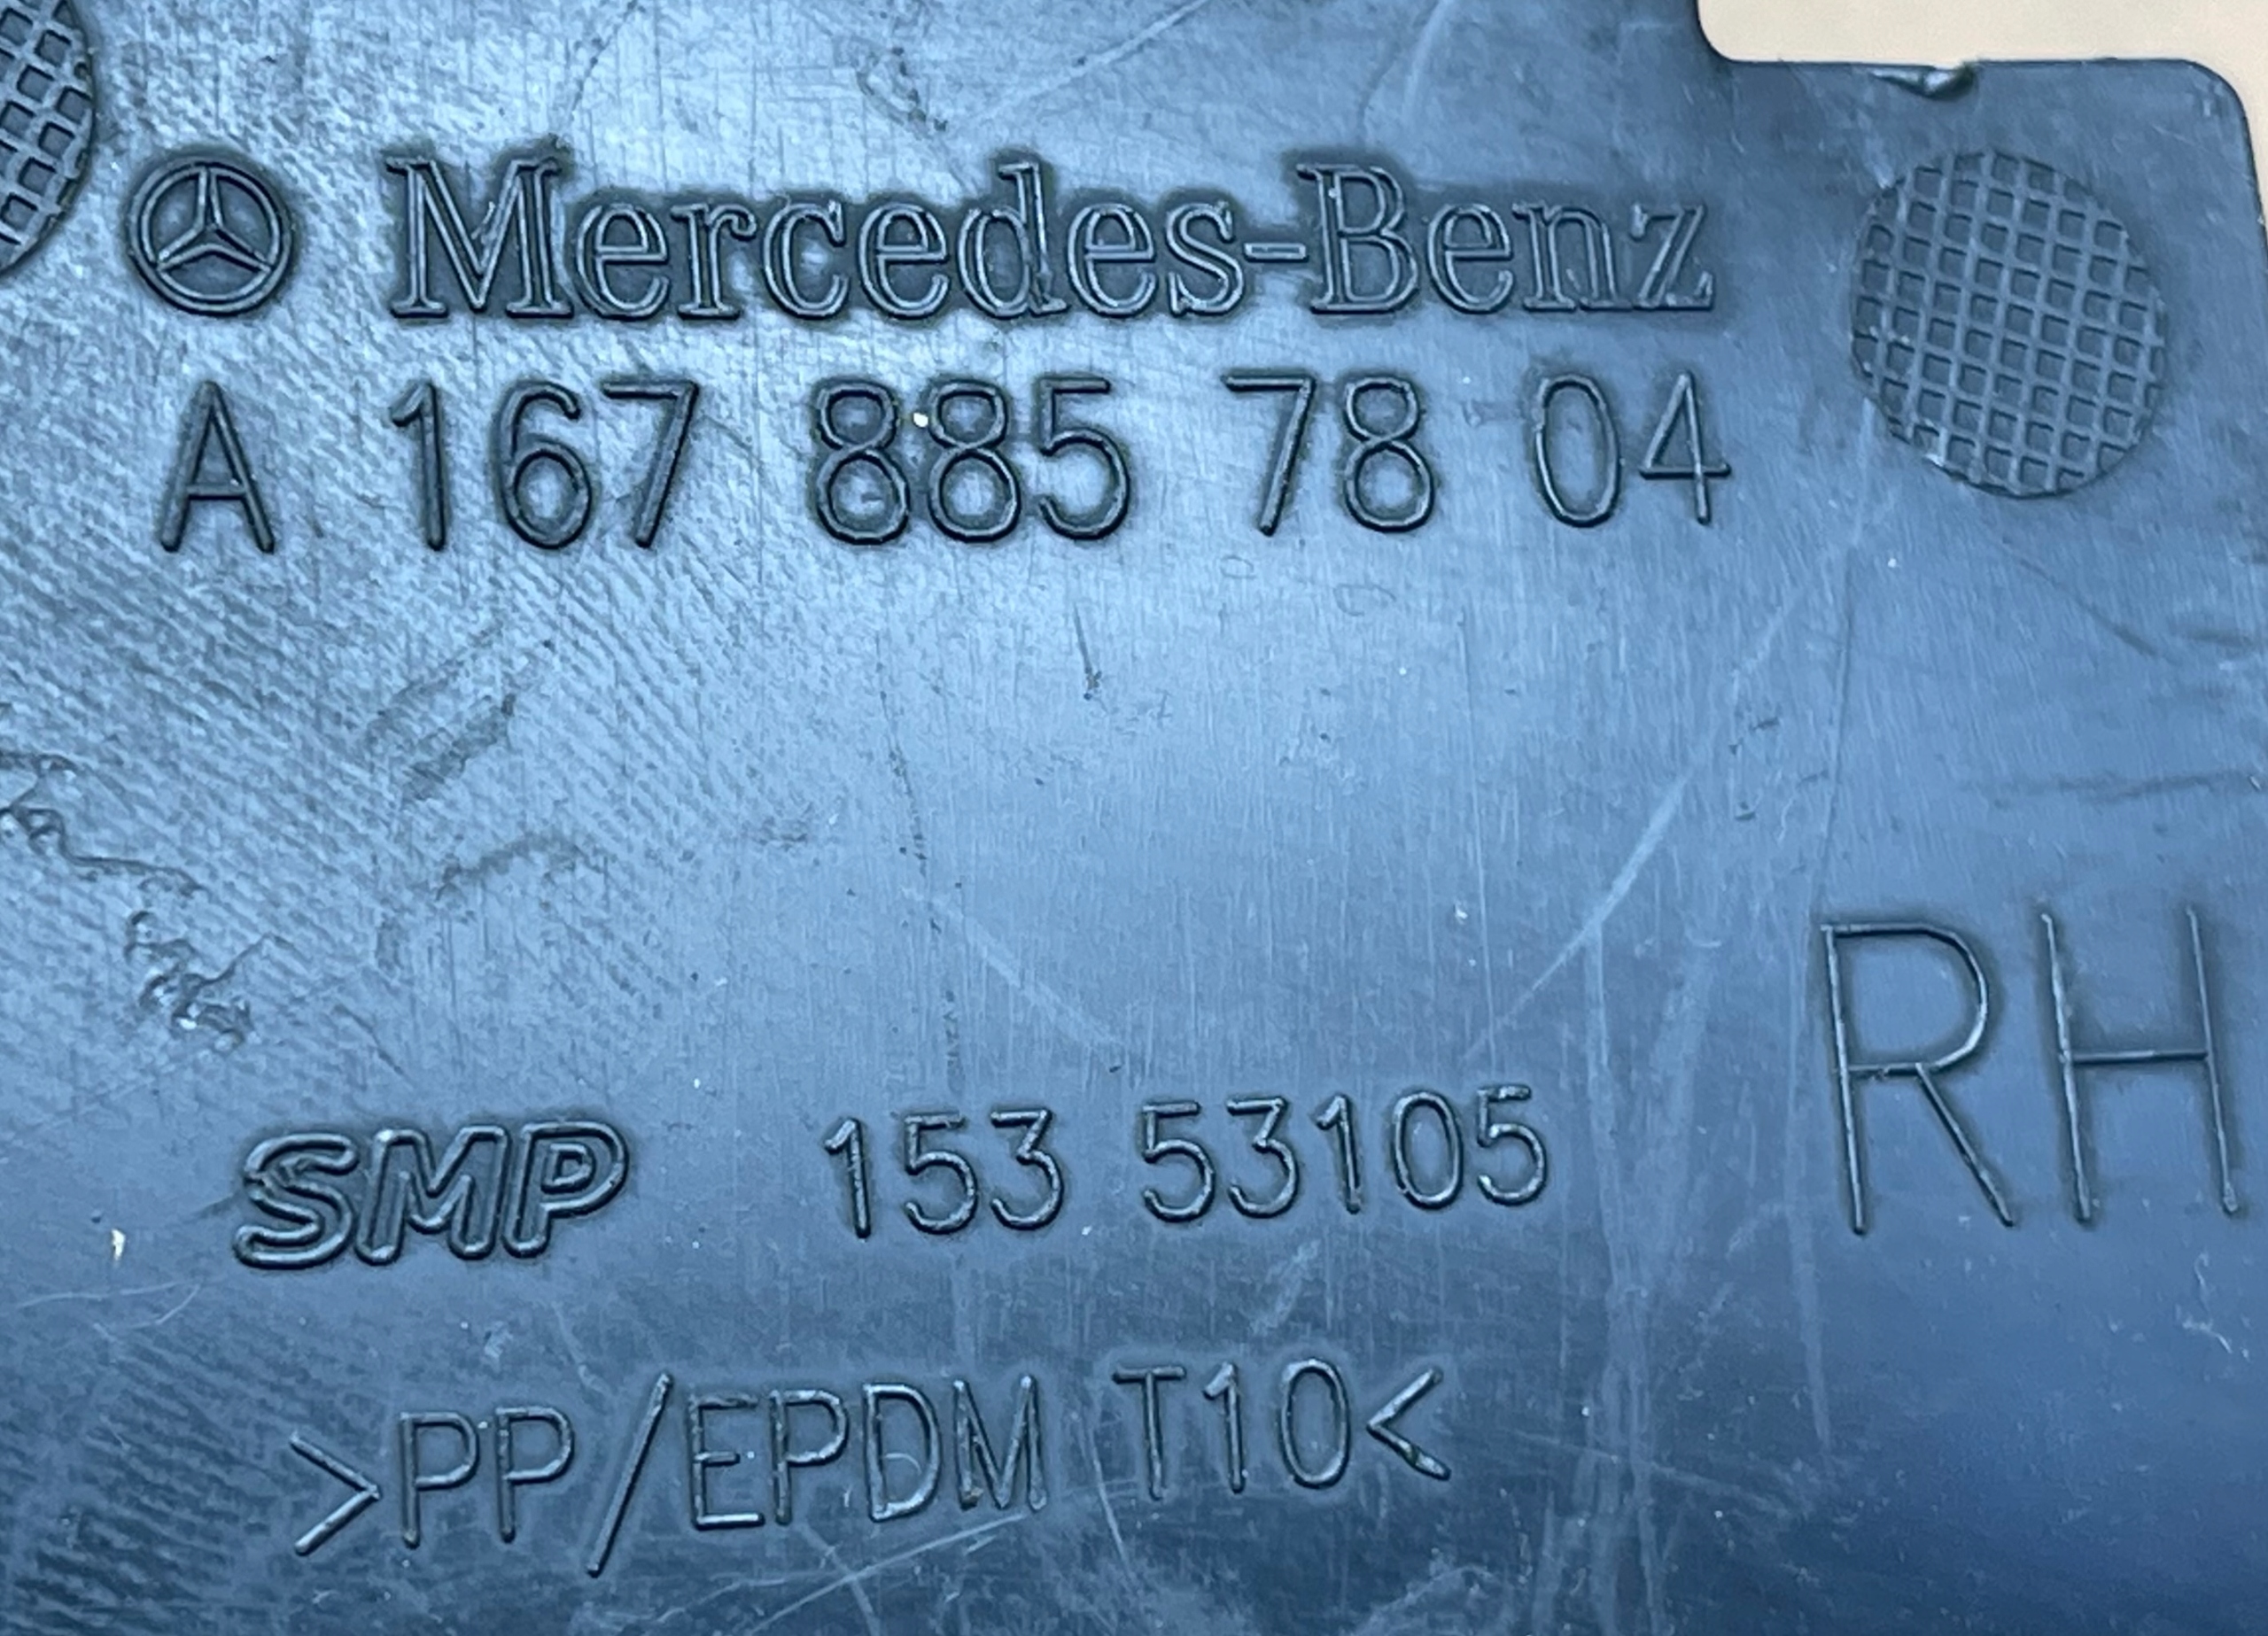 Mercedes-Benz
A 167 885 78 04
RH
SMP 153 53105
>PP/EPDM T10<